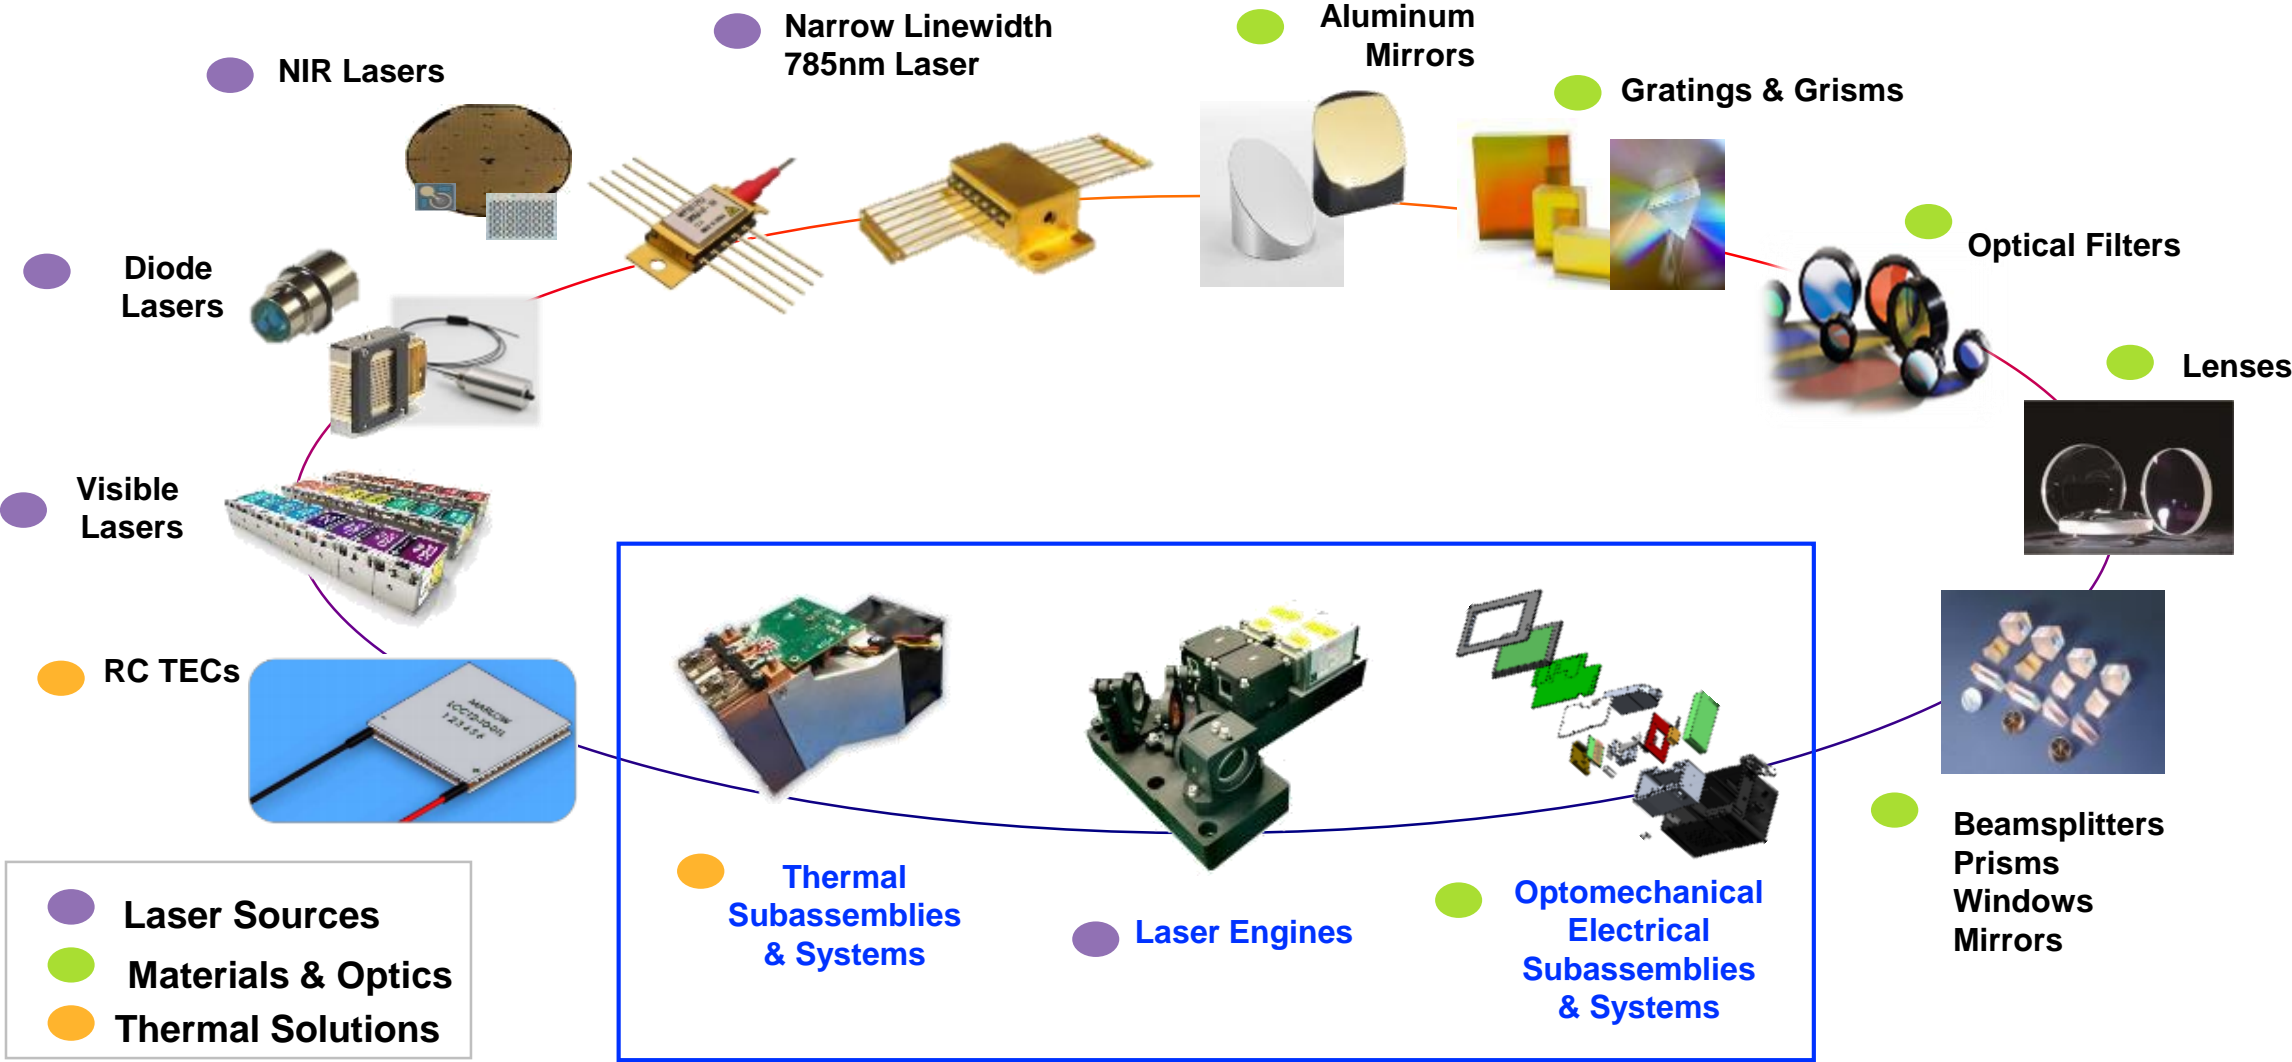 Narrow Linewidth
785nm Laser
Aluminum
Mirrors
NIR Lasers
Gratings & Grisms
Optical Filters
Diode
Lasers
Lenses
Visible
Lasers
RC TECs
MARLOW
123456
Beamsplitters
Prisms
Windows
Mirrors
Thermal
Subassemblies
& Systems
Laser Engines
Optomechanical
Electrical
Subassemblies
& Systems
Laser Sources
Materials & Optics
Thermal Solutions